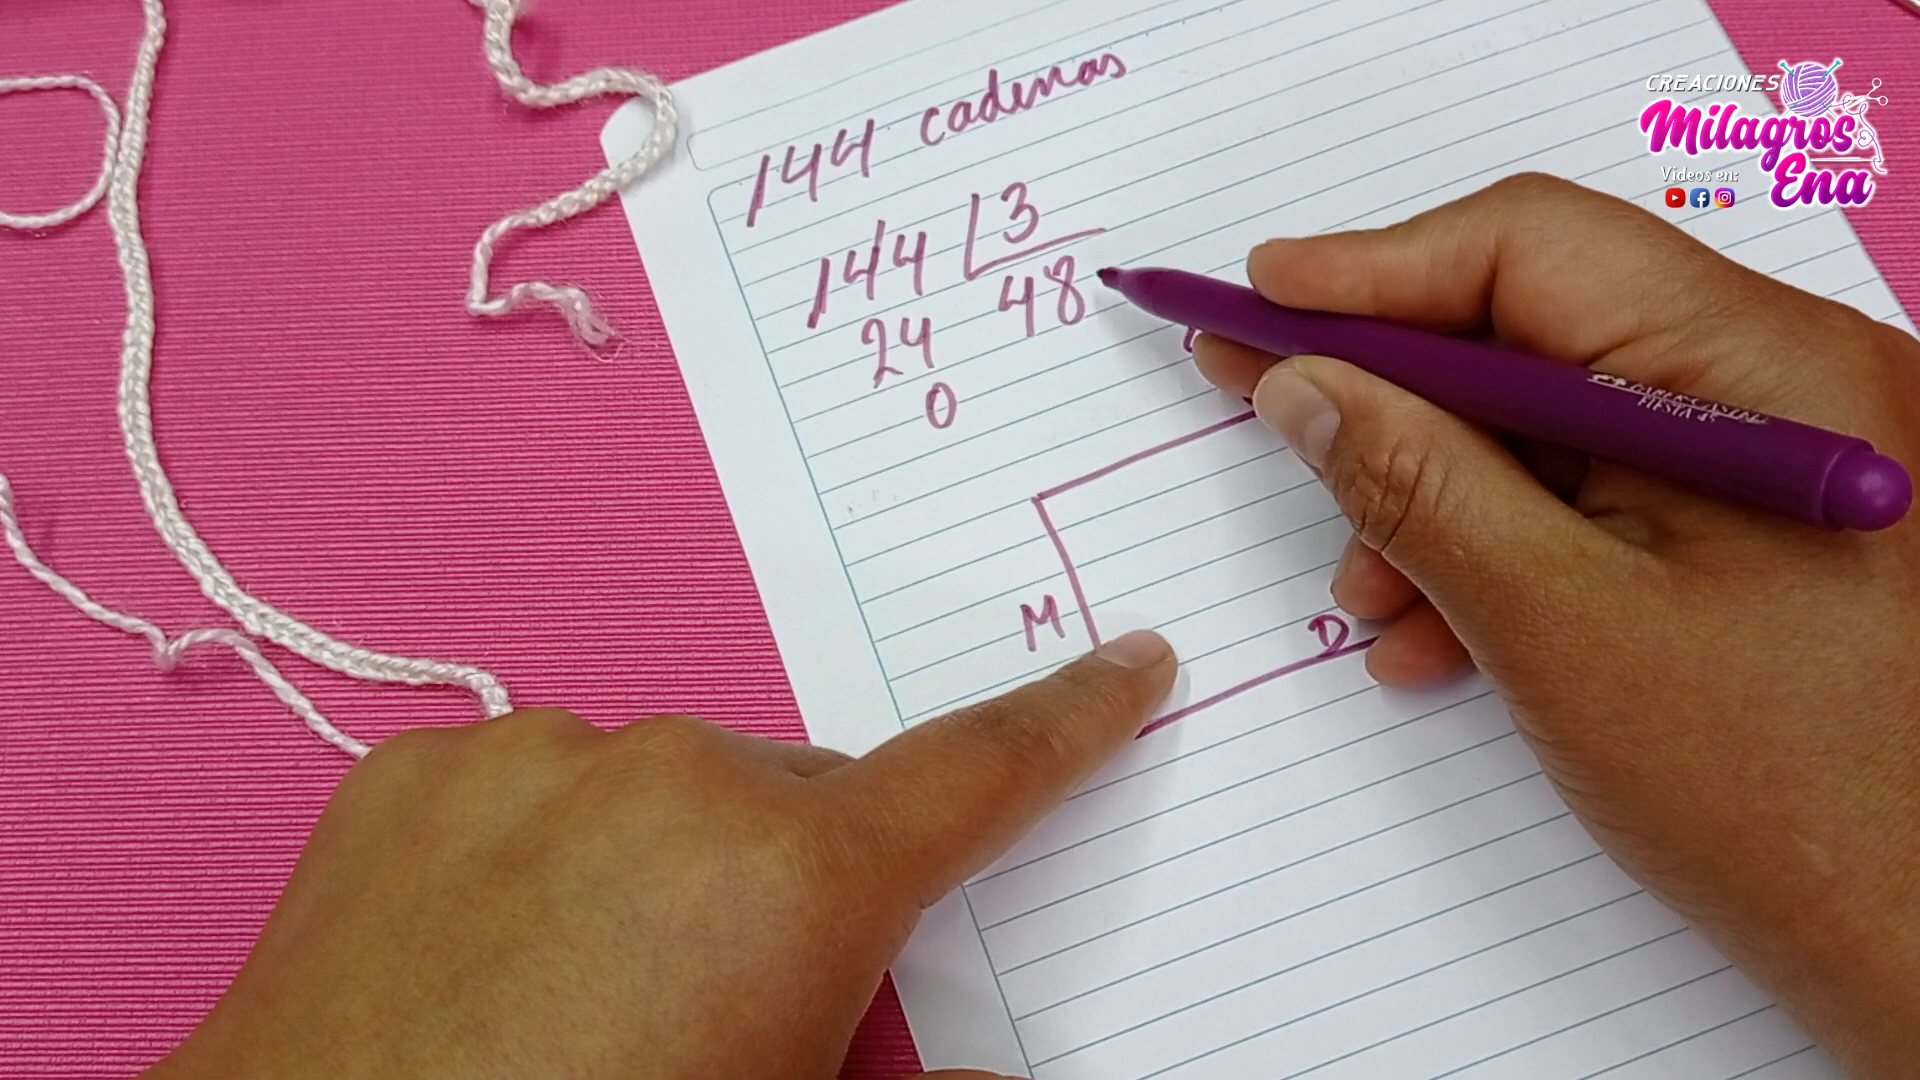 144 cadenas
144 3
24 48
0
M
D
CREACIONES
Milagros
Ena
Videos en: